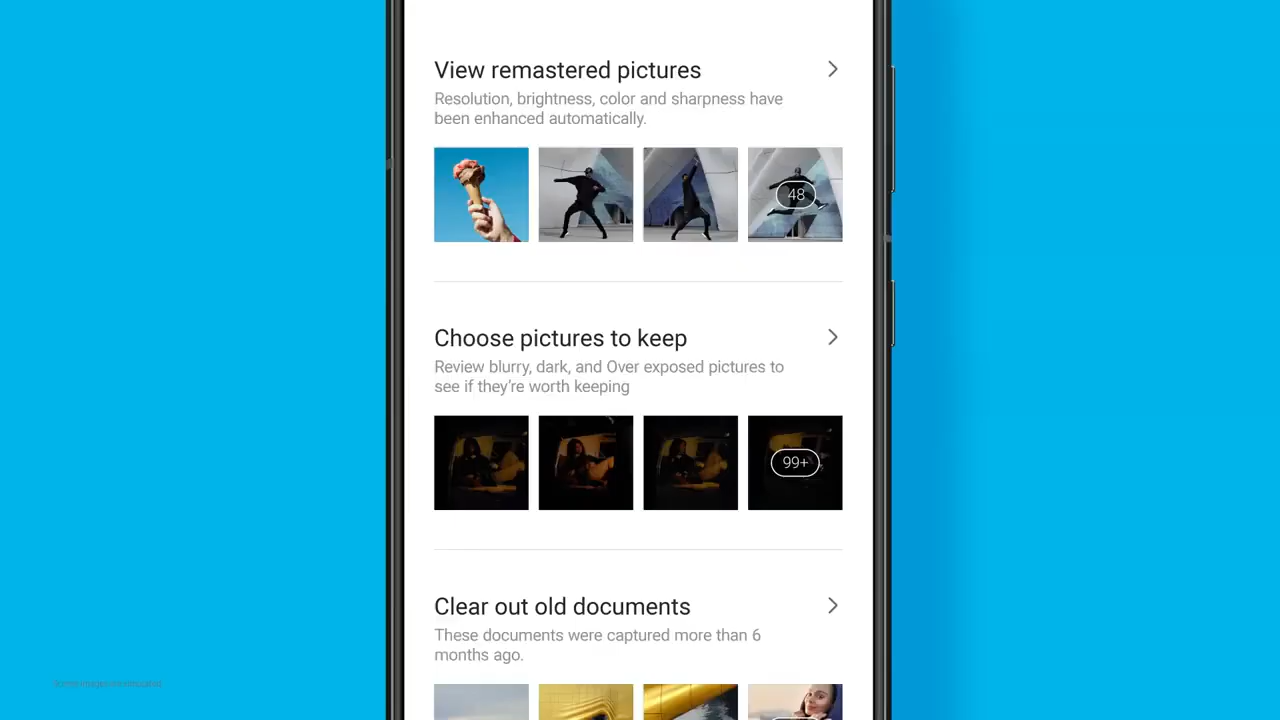 View remastered pictures
Resolution, brightness, color and sharpness have
been enhanced automatically.
48
Choose pictures to keep
Review blurry, dark, and Over exposed pictures to
see if they're worth keeping
99+
Clear out old documents
These documents were captured more than 6
months ago.